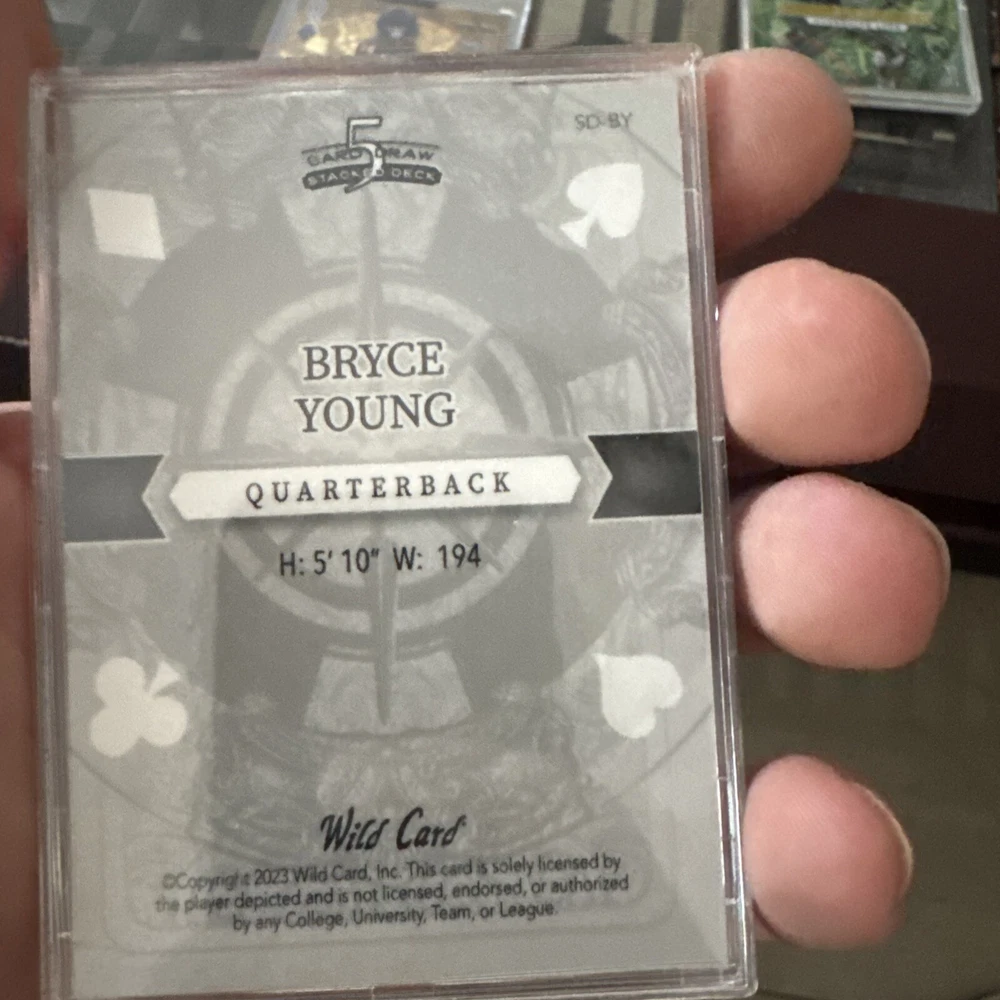 5
CARD DRAW
STACKED DECK
SD-BY
BRYCE
YOUNG
QUARTERBACK
H: 5' 10" W: 194
Wild Card
©Copyright 2023 Wild Card, Inc. This card is solely licensed by
the player depicted and is not licensed, endorsed, or authorized
by any College, University, Team, or League.